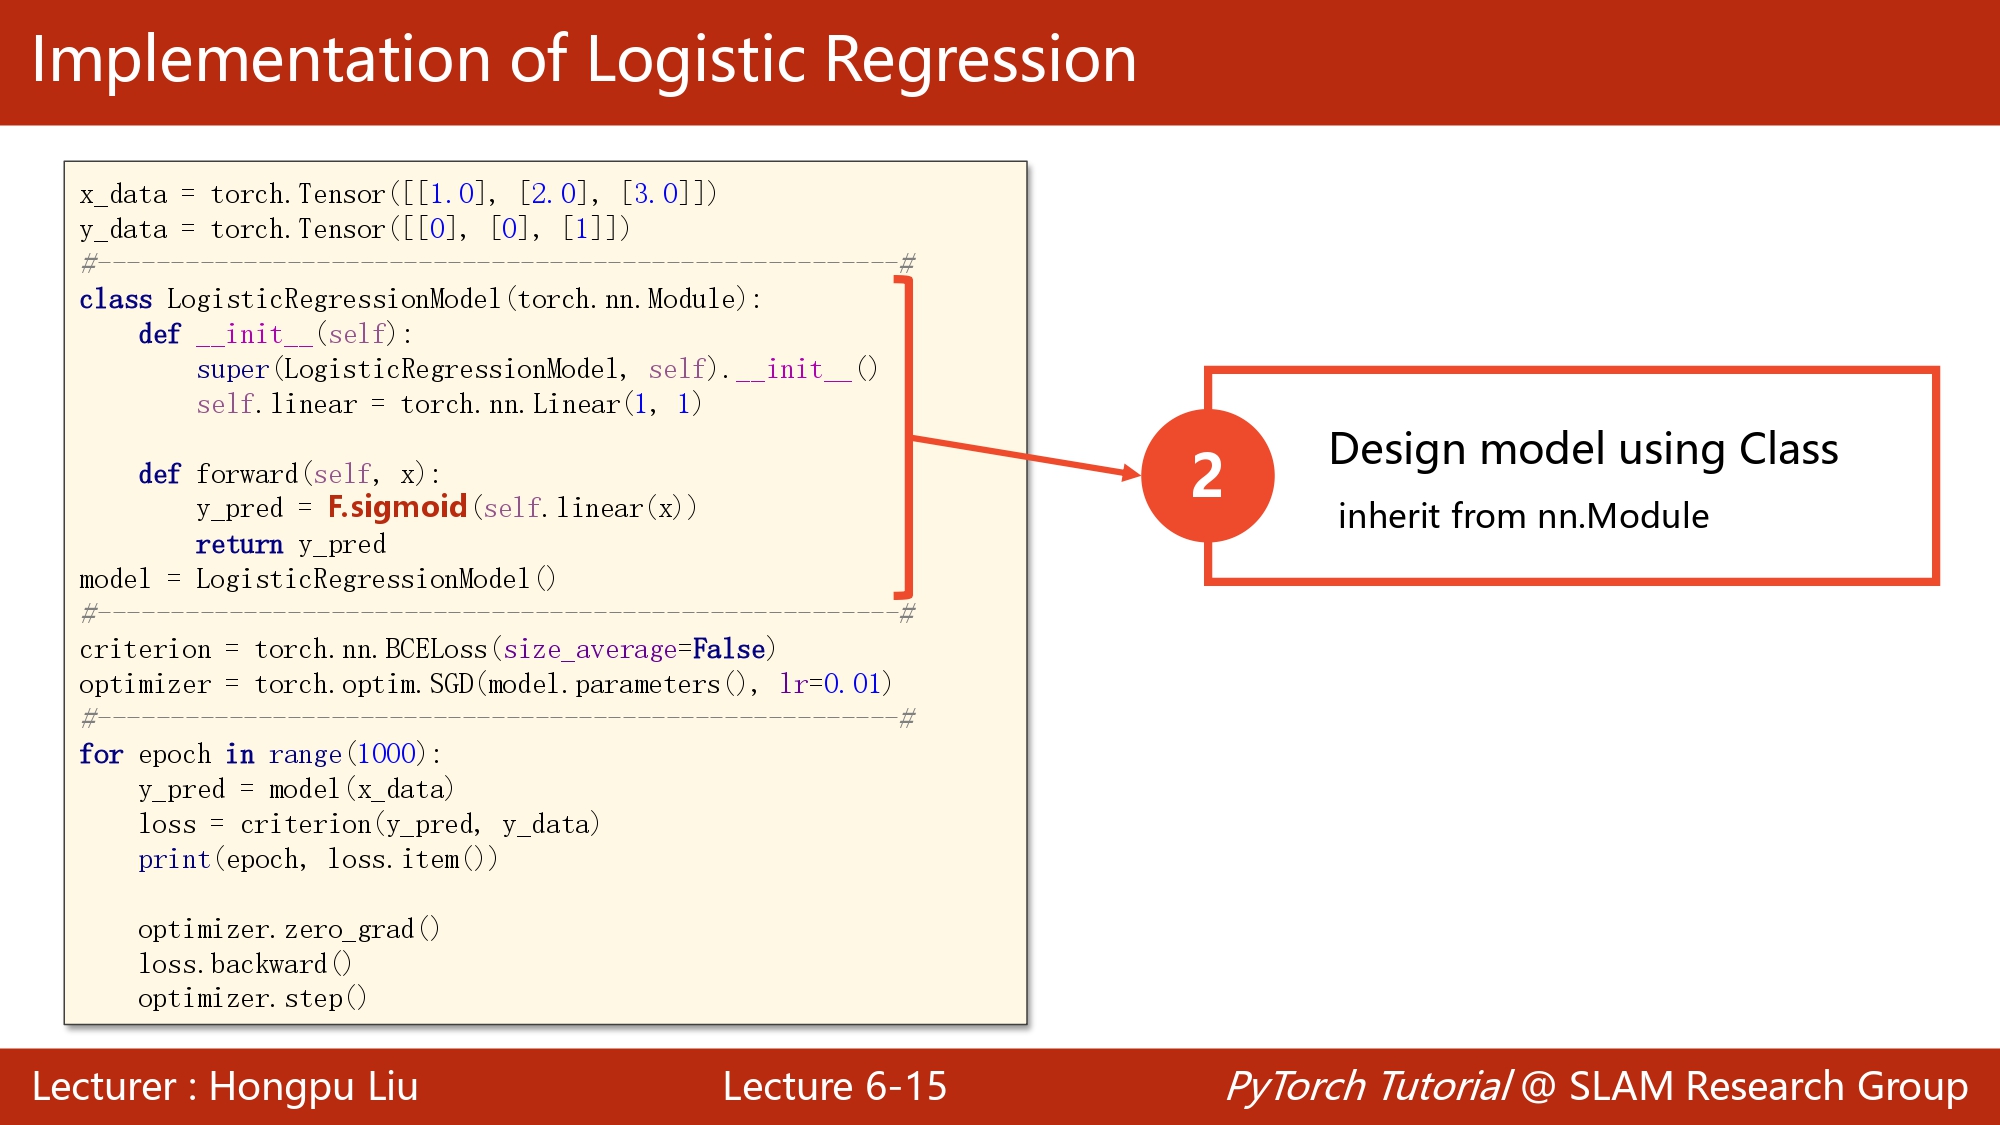 Implementation of Logistic Regression
x_data = torch.Tensor([[1.0], [2.0], [3.0]])
y_data = torch.Tensor([[0], [0], [1]])
#-------------------------------------------------------#
class LogisticRegressionModel(torch.nn.Module):
    def __init__(self):
        super(LogisticRegressionModel, self).__init__()
        self.linear = torch.nn.Linear(1, 1)

    def forward(self, x):
        y_pred = F.sigmoid(self.linear(x))
        return y_pred
model = LogisticRegressionModel()
#-------------------------------------------------------#
criterion = torch.nn.BCELoss(size_average=False)
optimizer = torch.optim.SGD(model.parameters(), lr=0.01)
#-------------------------------------------------------#
for epoch in range(1000):
    y_pred = model(x_data)
    loss = criterion(y_pred, y_data)
    print(epoch, loss.item())

    optimizer.zero_grad()
    loss.backward()
    optimizer.step()
2
Design model using Class
inherit from nn.Module
Lecturer : Hongpu Liu
Lecture 6-15
PyTorch Tutorial @ SLAM Research Group